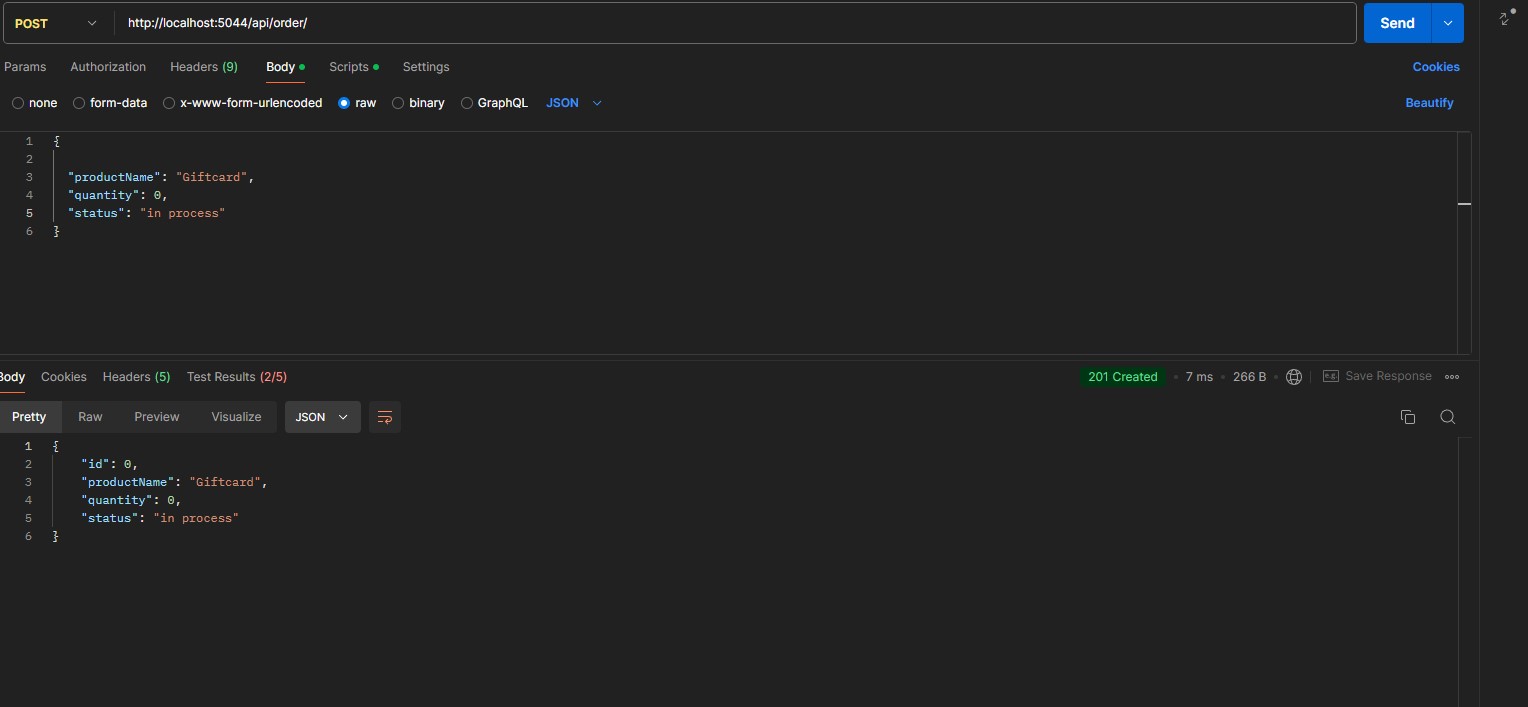 POST http://localhost:5044/api/order/ Send
Params Authorization Headers (9) Body Scripts Settings Cookies
none form-data x-www-form-urlencoded raw binary GraphQL JSON Beautify
1 {
2
3 "productName": "Giftcard",
4 "quantity": 0,
5 "status": "in process"
6 }
Body Cookies Headers (5) Test Results (2/5) 201 Created 7 ms 266 B e.g. Save Response
Pretty Raw Preview Visualize JSON
1 {
2 "id": 0,
3 "productName": "Giftcard",
4 "quantity": 0,
5 "status": "in process"
6 }